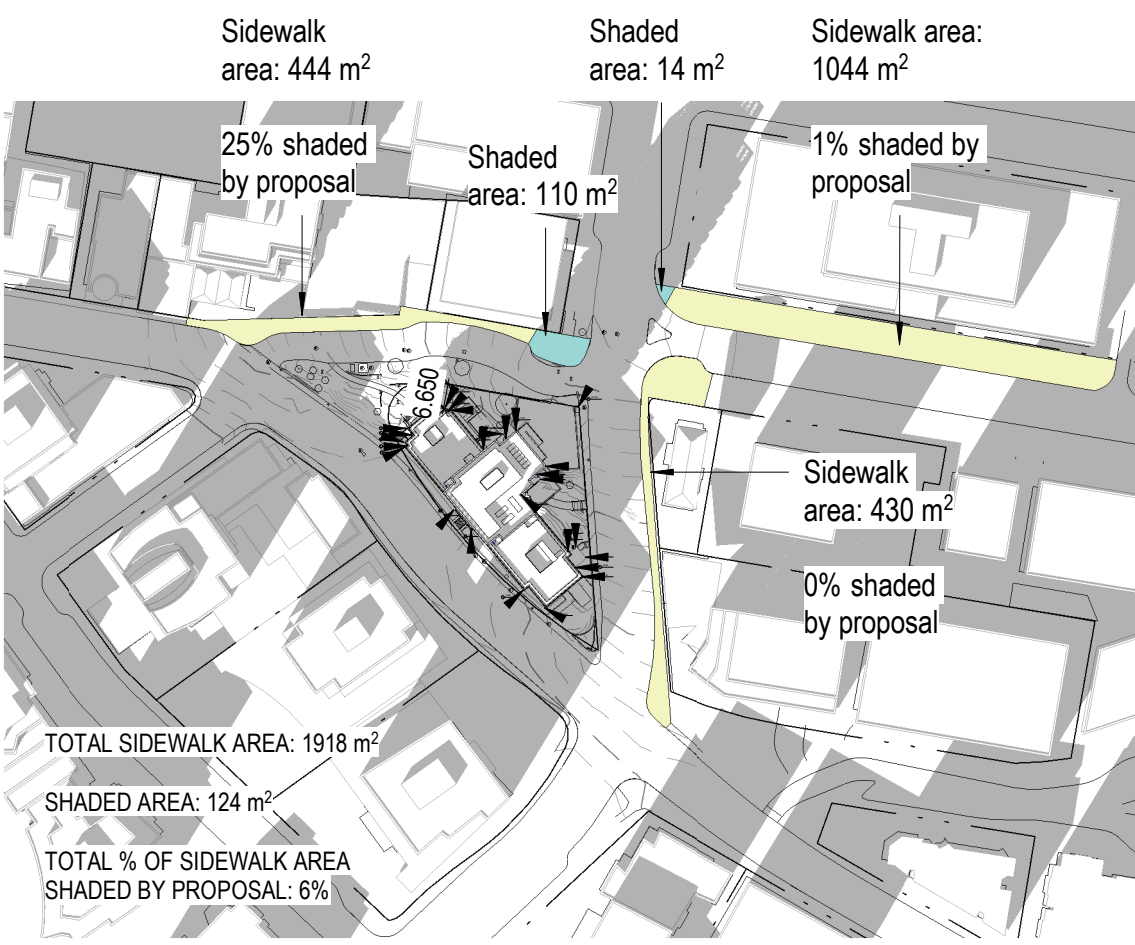 Sidewalk
area: 444 m²
Shaded
area: 14 m²
Sidewalk area:
1044 m²
25% shaded
by proposal
Shaded
area: 110 m²
1% shaded by
proposal
6.650
Sidewalk
area: 430 m²
0% shaded
by proposal
TOTAL SIDEWALK AREA: 1918 m²
SHADED AREA: 124 m²
TOTAL % OF SIDEWALK AREA
SHADED BY PROPOSAL: 6%